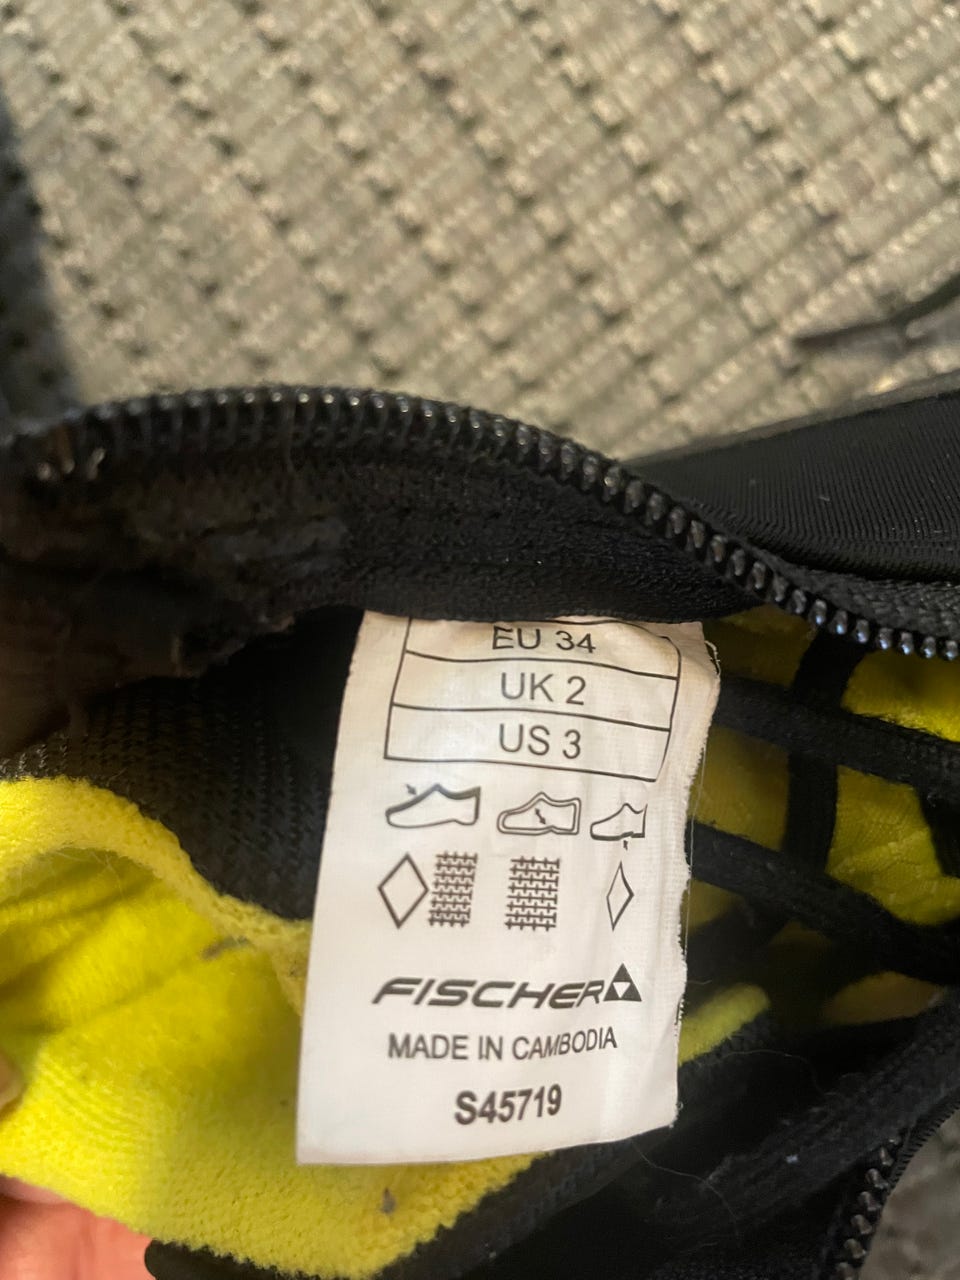 EU 34
UK 2
US 3
FISCHER
MADE IN CAMBODIA
S45719